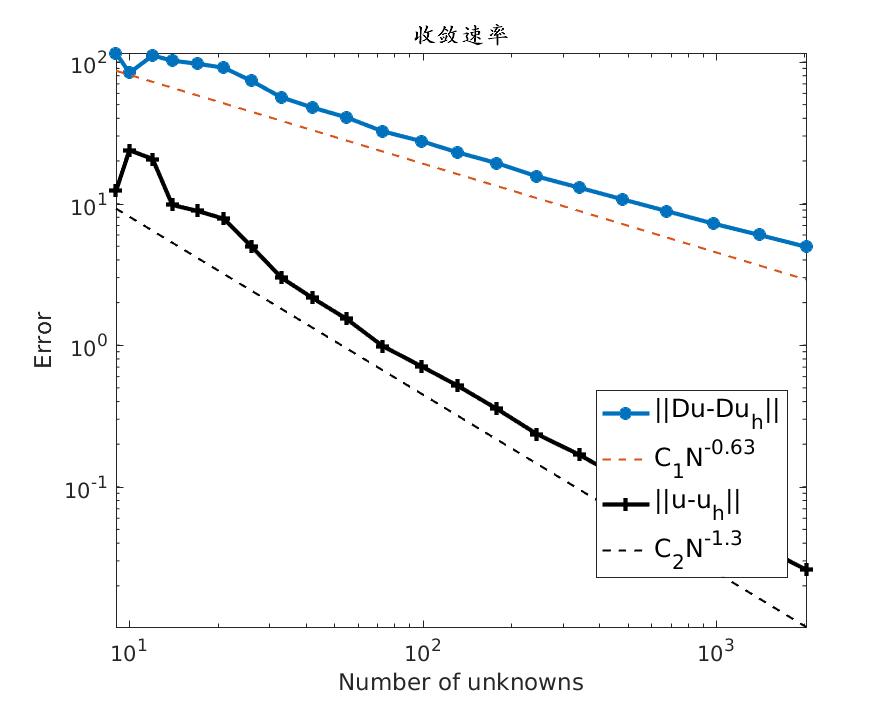 收敛速率
10^2
10^1
10^0
10^-1
Error
||Du-Du_h||
C_1N^-0.63
||u-u_h||
C_2N^-1.3
10^1
10^2
10^3
Number of unknowns